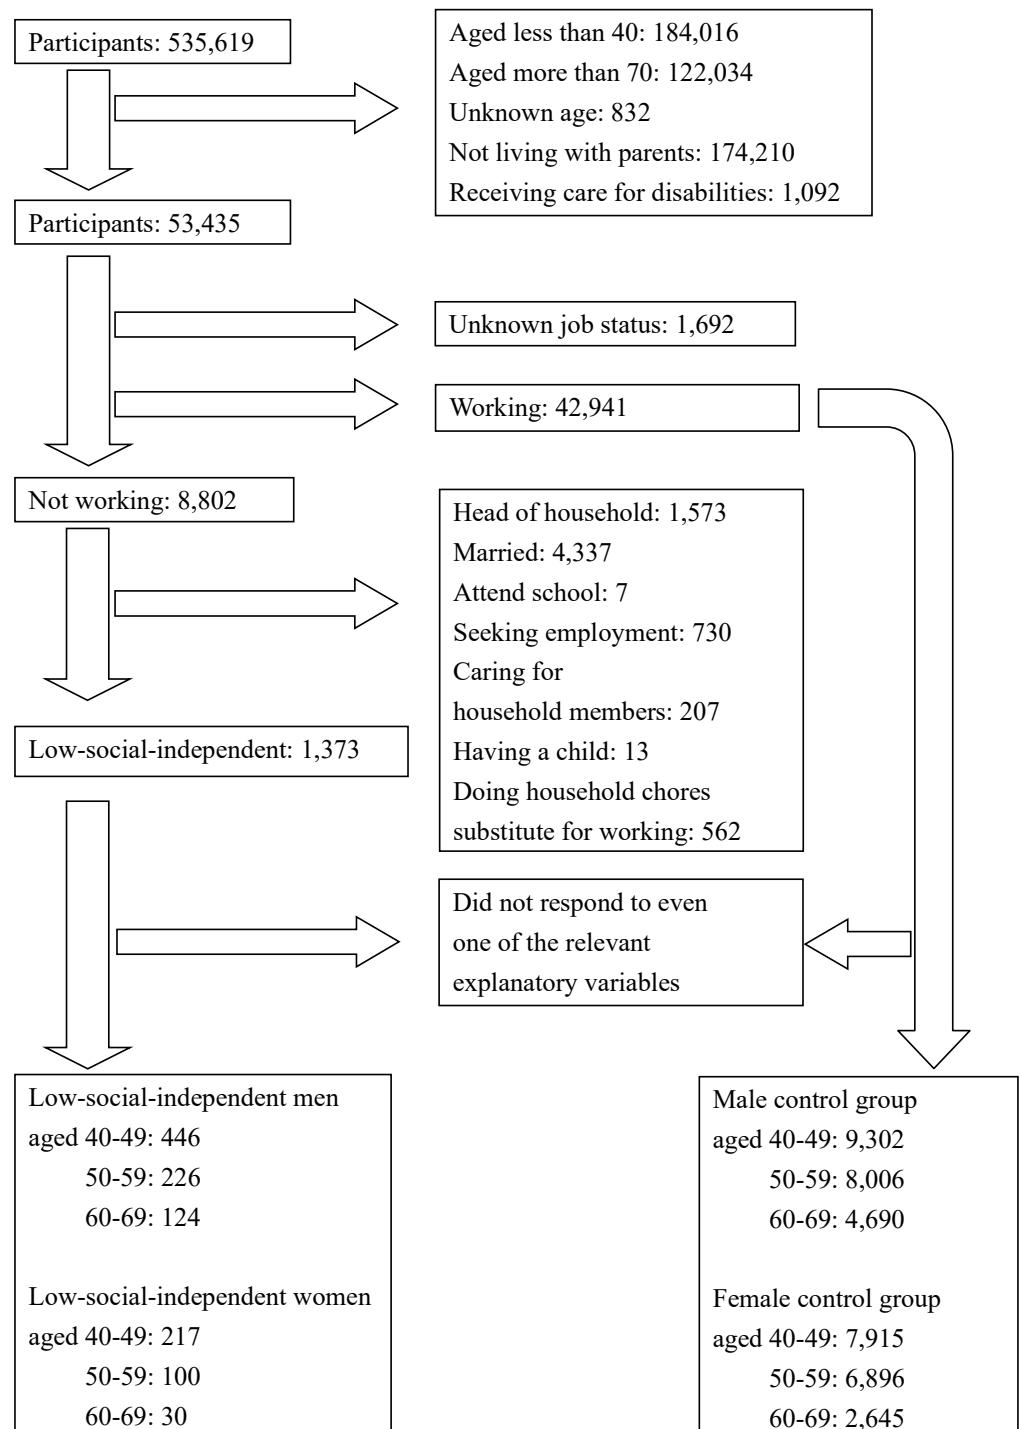 Participants: 535,619
Aged less than 40: 184,016
Aged more than 70: 122,034
Unknown age: 832
Not living with parents: 174,210
Receiving care for disabilities: 1,092
Participants: 53,435
Unknown job status: 1,692
Working: 42,941
Not working: 8,802
Head of household: 1,573
Married: 4,337
Attend school: 7
Seeking employment: 730
Caring for
household members: 207
Having a child: 13
Doing household chores
substitute for working: 562
Low-social-independent: 1,373
Did not respond to even
one of the relevant
explanatory variables
Low-social-independent men
aged 40-49: 446
50-59: 226
60-69: 124
Low-social-independent women
aged 40-49: 217
50-59: 100
60-69: 30
Male control group
aged 40-49: 9,302
50-59: 8,006
60-69: 4,690
Female control group
aged 40-49: 7,915
50-59: 6,896
60-69: 2,645